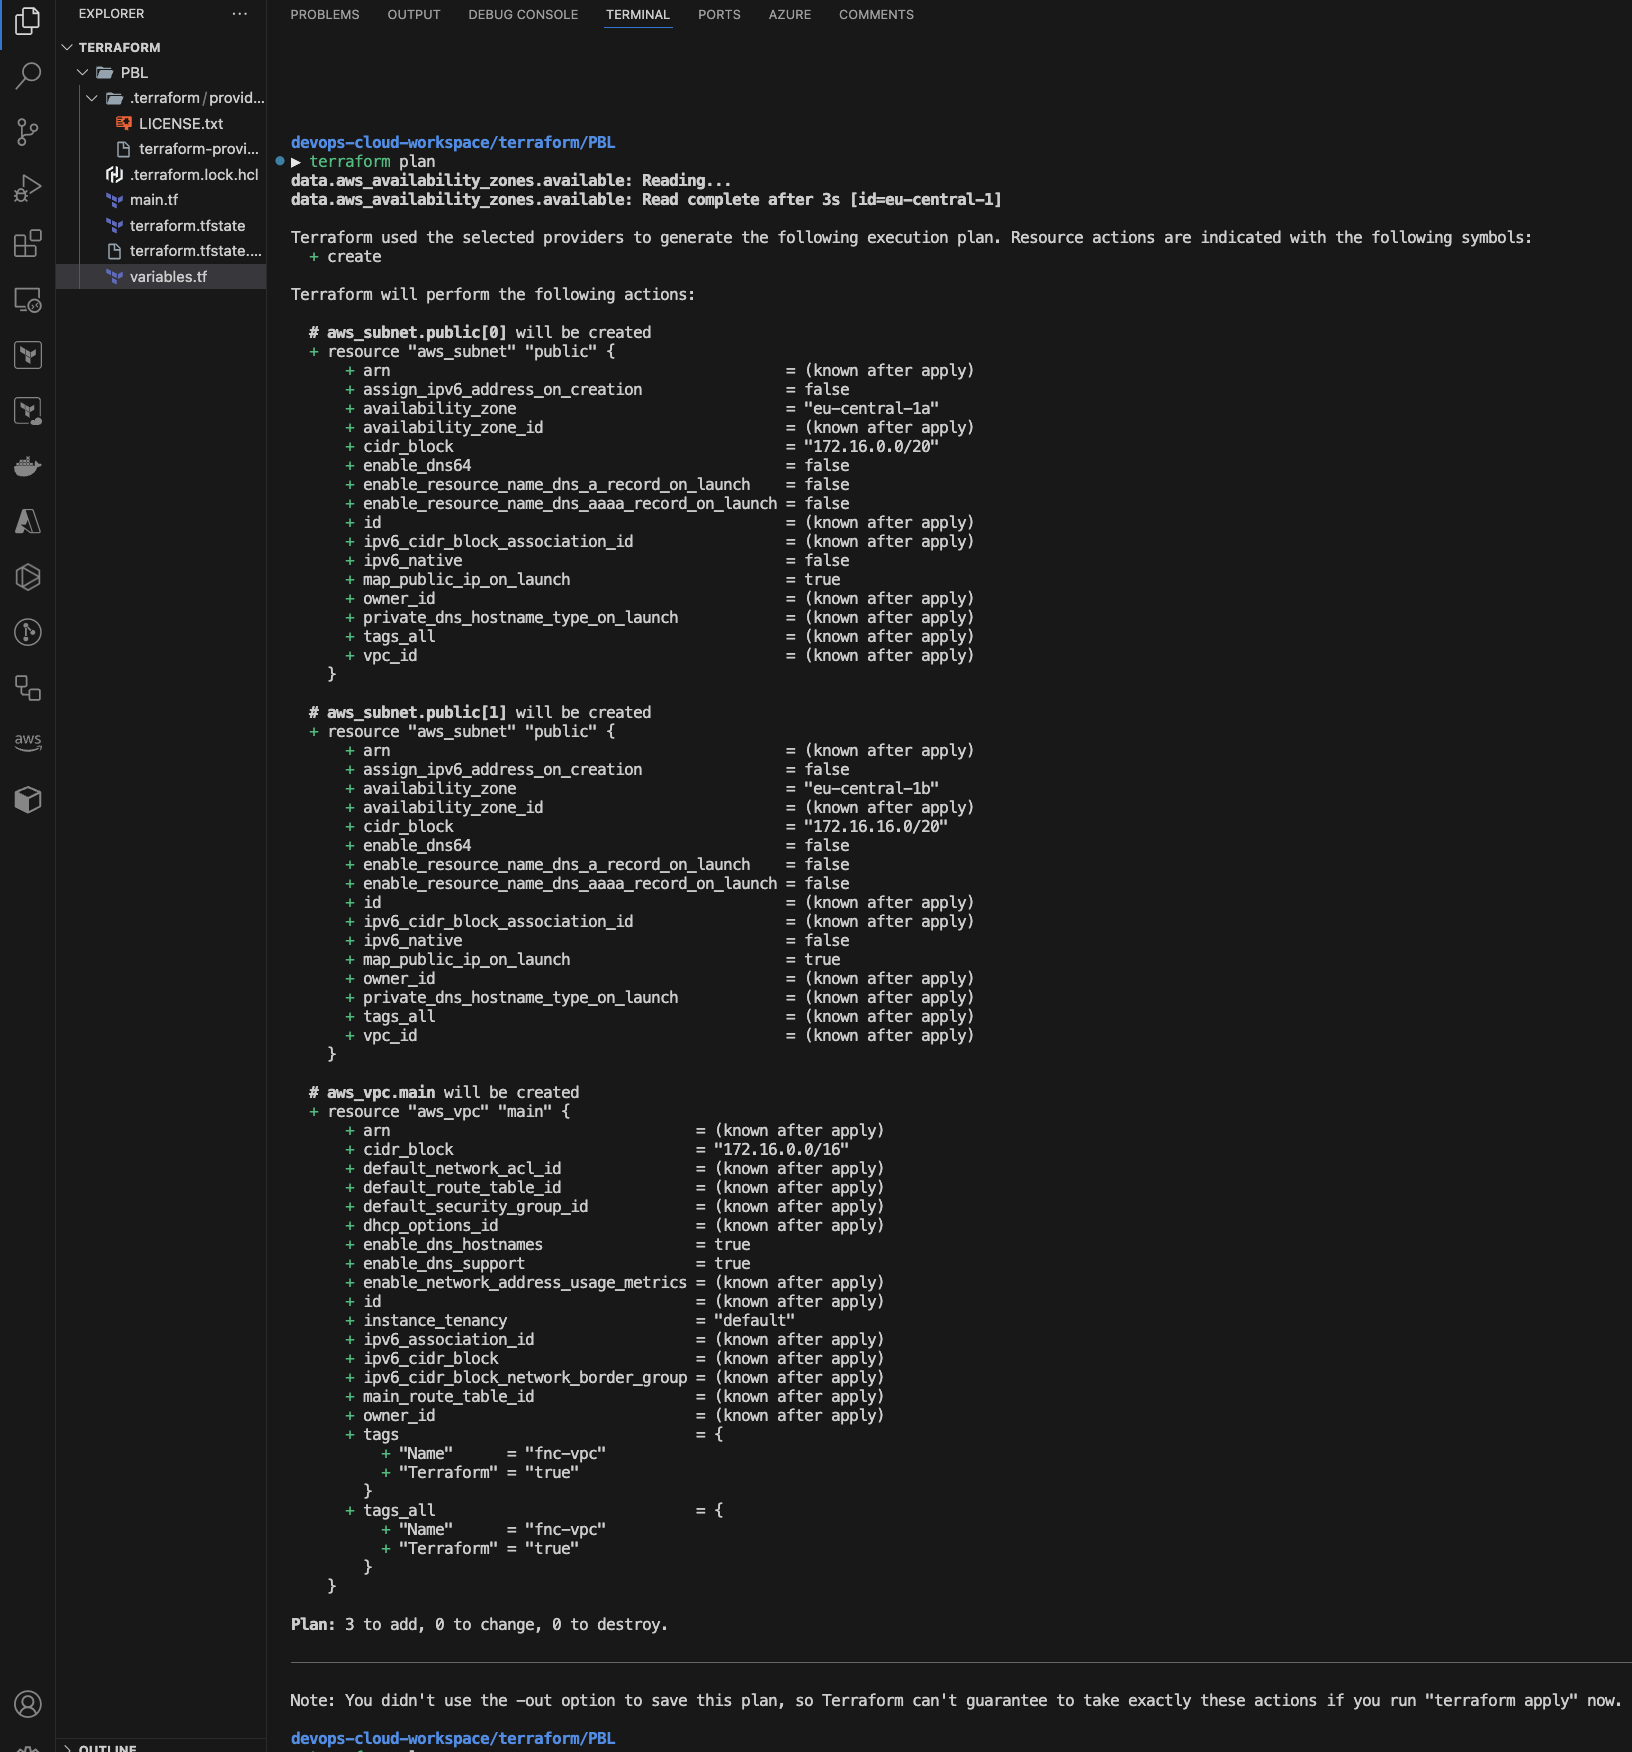 EXPLORER
PROBLEMS OUTPUT DEBUG CONSOLE TERMINAL PORTS AZURE COMMENTS
TERRAFORM
PBL
.terraform/provid...
LICENSE.txt
terraform-provi...
.terraform.lock.hcl
main.tf
terraform.tfstate
terraform.tfstate....
variables.tf
aws
OUTLINE
devops-cloud-workspace/terraform/PBL
▶ terraform plan
data.aws_availability_zones.available: Reading...
data.aws_availability_zones.available: Read complete after 3s [id=eu-central-1]
Terraform used the selected providers to generate the following execution plan. Resource actions are indicated with the following symbols:
+ create
Terraform will perform the following actions:
# aws_subnet.public[0] will be created
+ resource "aws_subnet" "public" {
+ arn = (known after apply)
+ assign_ipv6_address_on_creation = false
+ availability_zone = "eu-central-1a"
+ availability_zone_id = (known after apply)
+ cidr_block = "172.16.0.0/20"
+ enable_dns64 = false
+ enable_resource_name_dns_a_record_on_launch = false
+ enable_resource_name_dns_aaaa_record_on_launch = false
+ id = (known after apply)
+ ipv6_cidr_block_association_id = (known after apply)
+ ipv6_native = false
+ map_public_ip_on_launch = true
+ owner_id = (known after apply)
+ private_dns_hostname_type_on_launch = (known after apply)
+ tags_all = (known after apply)
+ vpc_id = (known after apply)
}
# aws_subnet.public[1] will be created
+ resource "aws_subnet" "public" {
+ arn = (known after apply)
+ assign_ipv6_address_on_creation = false
+ availability_zone = "eu-central-1b"
+ availability_zone_id = (known after apply)
+ cidr_block = "172.16.16.0/20"
+ enable_dns64 = false
+ enable_resource_name_dns_a_record_on_launch = false
+ enable_resource_name_dns_aaaa_record_on_launch = false
+ id = (known after apply)
+ ipv6_cidr_block_association_id = (known after apply)
+ ipv6_native = false
+ map_public_ip_on_launch = true
+ owner_id = (known after apply)
+ private_dns_hostname_type_on_launch = (known after apply)
+ tags_all = (known after apply)
+ vpc_id = (known after apply)
}
# aws_vpc.main will be created
+ resource "aws_vpc" "main" {
+ arn = (known after apply)
+ cidr_block = "172.16.0.0/16"
+ default_network_acl_id = (known after apply)
+ default_route_table_id = (known after apply)
+ default_security_group_id = (known after apply)
+ dhcp_options_id = (known after apply)
+ enable_dns_hostnames = true
+ enable_dns_support = true
+ enable_network_address_usage_metrics = (known after apply)
+ id = (known after apply)
+ instance_tenancy = "default"
+ ipv6_association_id = (known after apply)
+ ipv6_cidr_block = (known after apply)
+ ipv6_cidr_block_network_border_group = (known after apply)
+ main_route_table_id = (known after apply)
+ owner_id = (known after apply)
+ tags = {
+ "Name" = "fnc-vpc"
+ "Terraform" = "true"
}
+ tags_all = {
+ "Name" = "fnc-vpc"
+ "Terraform" = "true"
}
}
Plan: 3 to add, 0 to change, 0 to destroy.
Note: You didn't use the -out option to save this plan, so Terraform can't guarantee to take exactly these actions if you run "terraform apply" now.
devops-cloud-workspace/terraform/PBL